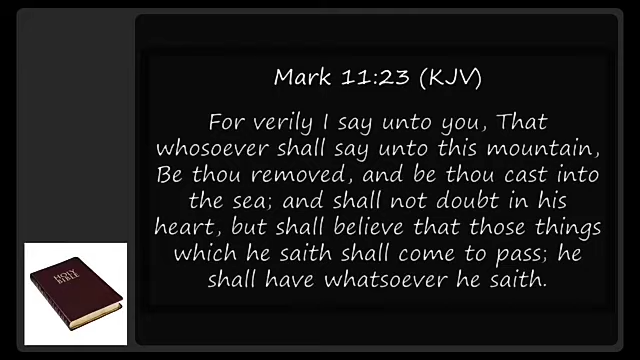 Mark 11:23 (KJV)
For verily I say unto you, That
whosoever shall say unto this mountain,
Be thou removed, and be thou cast into
the sea; and shall not doubt in his
heart, but shall believe that those things
which he saith shall come to pass; he
shall have whatsoever he saith.
HOLY
BIBLE